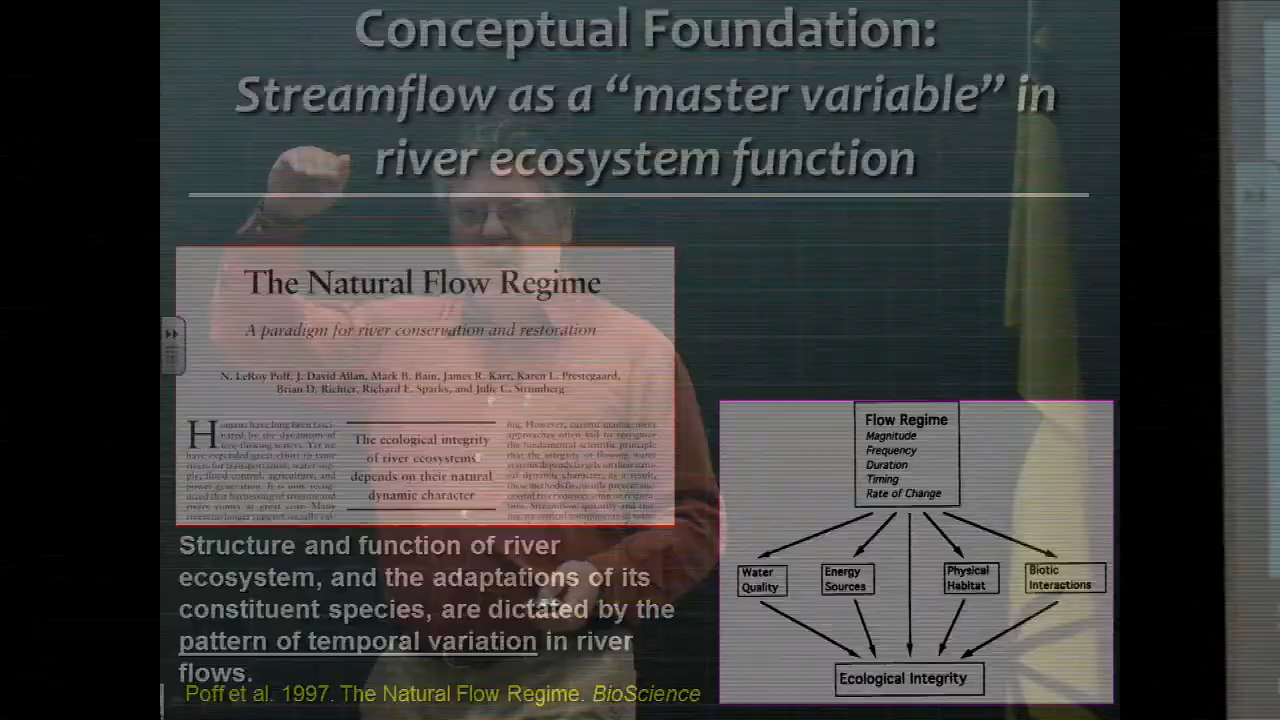 Conceptual Foundation:
Streamflow as a “master variable” in
river ecosystem function
The Natural Flow Regime
A paradigm for river conservation and restoration
N. LeRoy Poff, J. David Allan, Mark B. Bain, James R. Karr, Karen L. Prestegaard,
Brian D. Richter, Richard E. Sparks, and Julie C. Stromberg
The ecological integrity
of river ecosystems
depends on their natural
dynamic character
Structure and function of river
ecosystem, and the adaptations of its
constituent species, are dictated by the
pattern of temporal variation in river
flows.
Poff et al. 1997. The Natural Flow Regime. BioScience
Flow Regime
Magnitude
Frequency
Duration
Timing
Rate of Change
Water
Quality
Energy
Sources
Physical
Habitat
Biotic
Interactions
Ecological Integrity